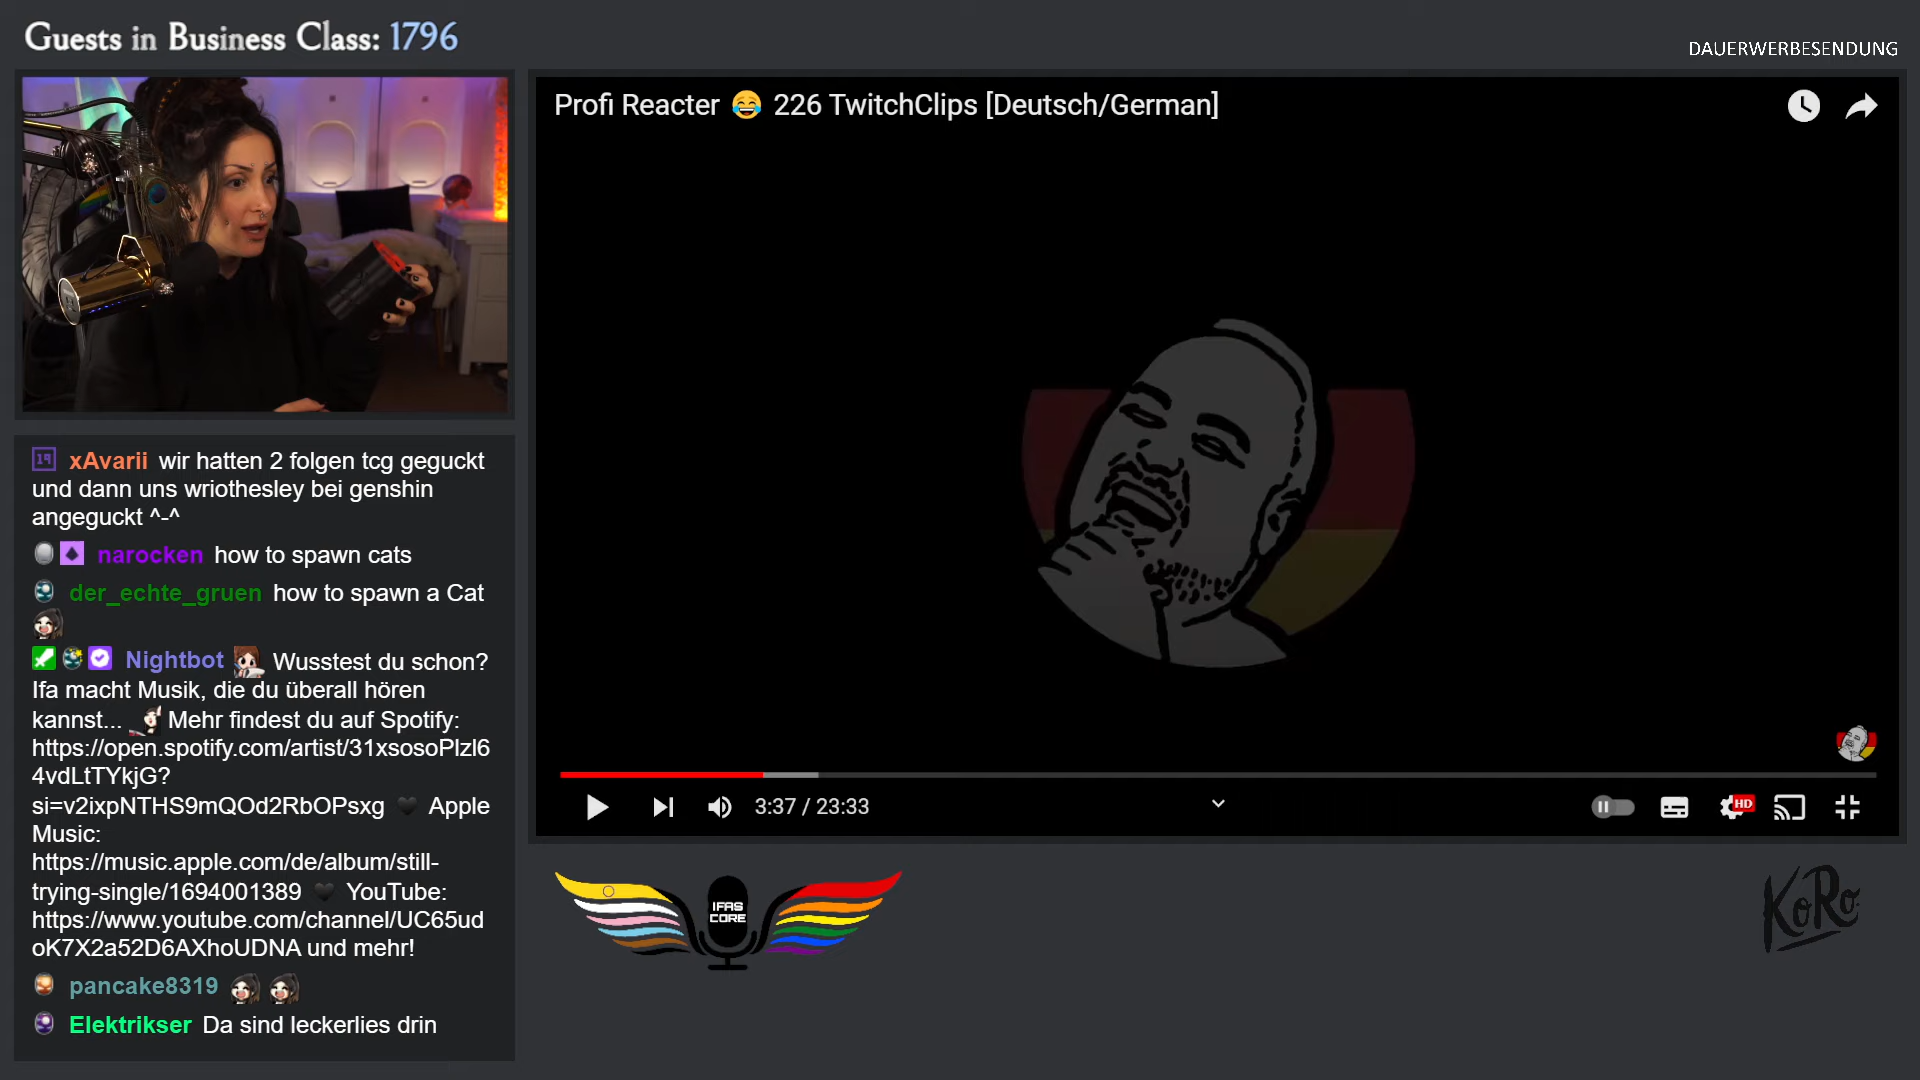 Guests in Business Class: 1796
DAUERWERBESENDUNG
Profi Reacter 😂 226 TwitchClips [Deutsch/German]
3:37 / 23:33
HD
19 xAvarii wir hatten 2 folgen tcg geguckt
und dann uns wriothesley bei genshin
angeguckt ^-^
narocken how to spawn cats
der_echte_gruen how to spawn a Cat
Nightbot Wusstest du schon?
Ifa macht Musik, die du überall hören
kannst... Mehr findest du auf Spotify:
https://open.spotify.com/artist/31xsosoPlzl6
4vdLtTYkjG?
si=v2ixpNTHS9mQOd2RbOPsxg 🖤 Apple
Music:
https://music.apple.com/de/album/still-
trying-single/1694001389 🖤 YouTube:
https://www.youtube.com/channel/UC65ud
oK7X2a52D6AXhoUDNA und mehr!
pancake8319
Elektrikser Da sind leckerlies drin
IFAS
CORE
KoRo